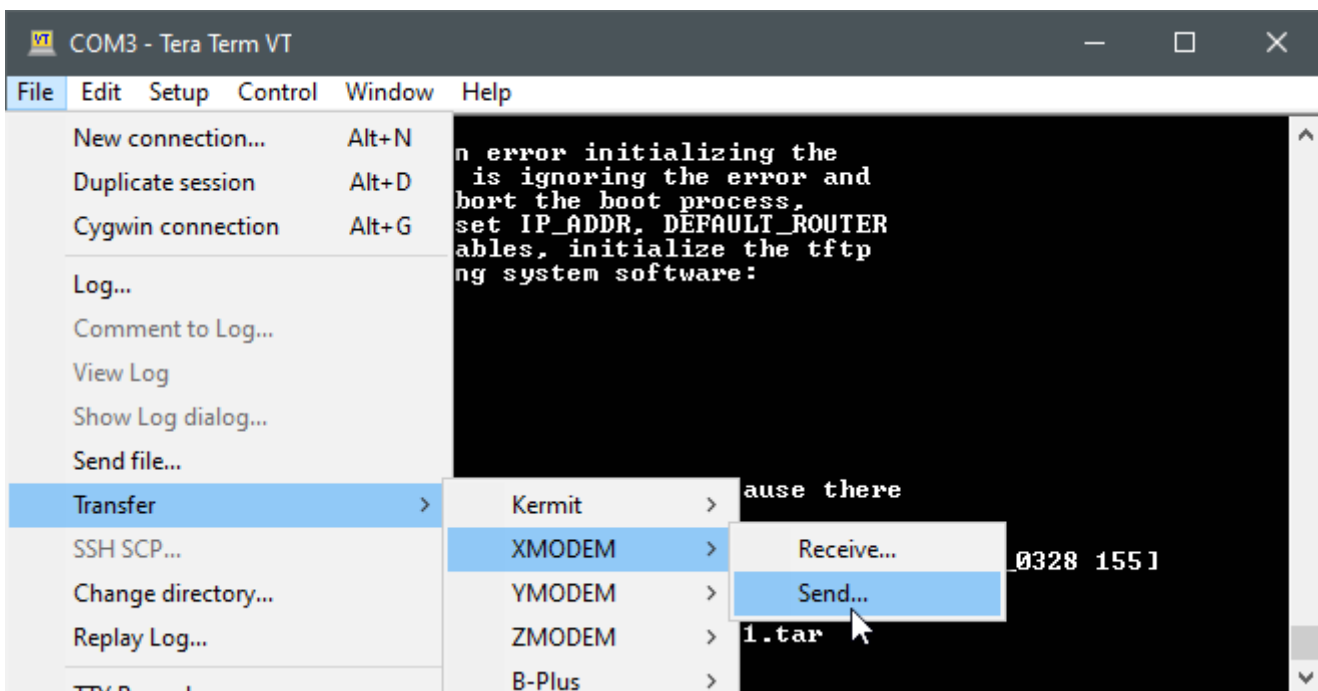 VT COM3 - Tera Term VT
File Edit Setup Control Window Help
New connection... Alt+N
Duplicate session Alt+D
Cygwin connection Alt+G
Log...
Comment to Log...
View Log
Show Log dialog...
Send file...
Transfer
SSH SCP...
Change directory...
Replay Log...
Kermit
XMODEM
YMODEM
ZMODEM
B-Plus
Receive...
Send...
n error initializing the
is ignoring the error and
bort the boot process,
set IP_ADDR, DEFAULT_ROUTER
ables, initialize the tftp
ng system software:
ause there
_0328 155]
1.tar